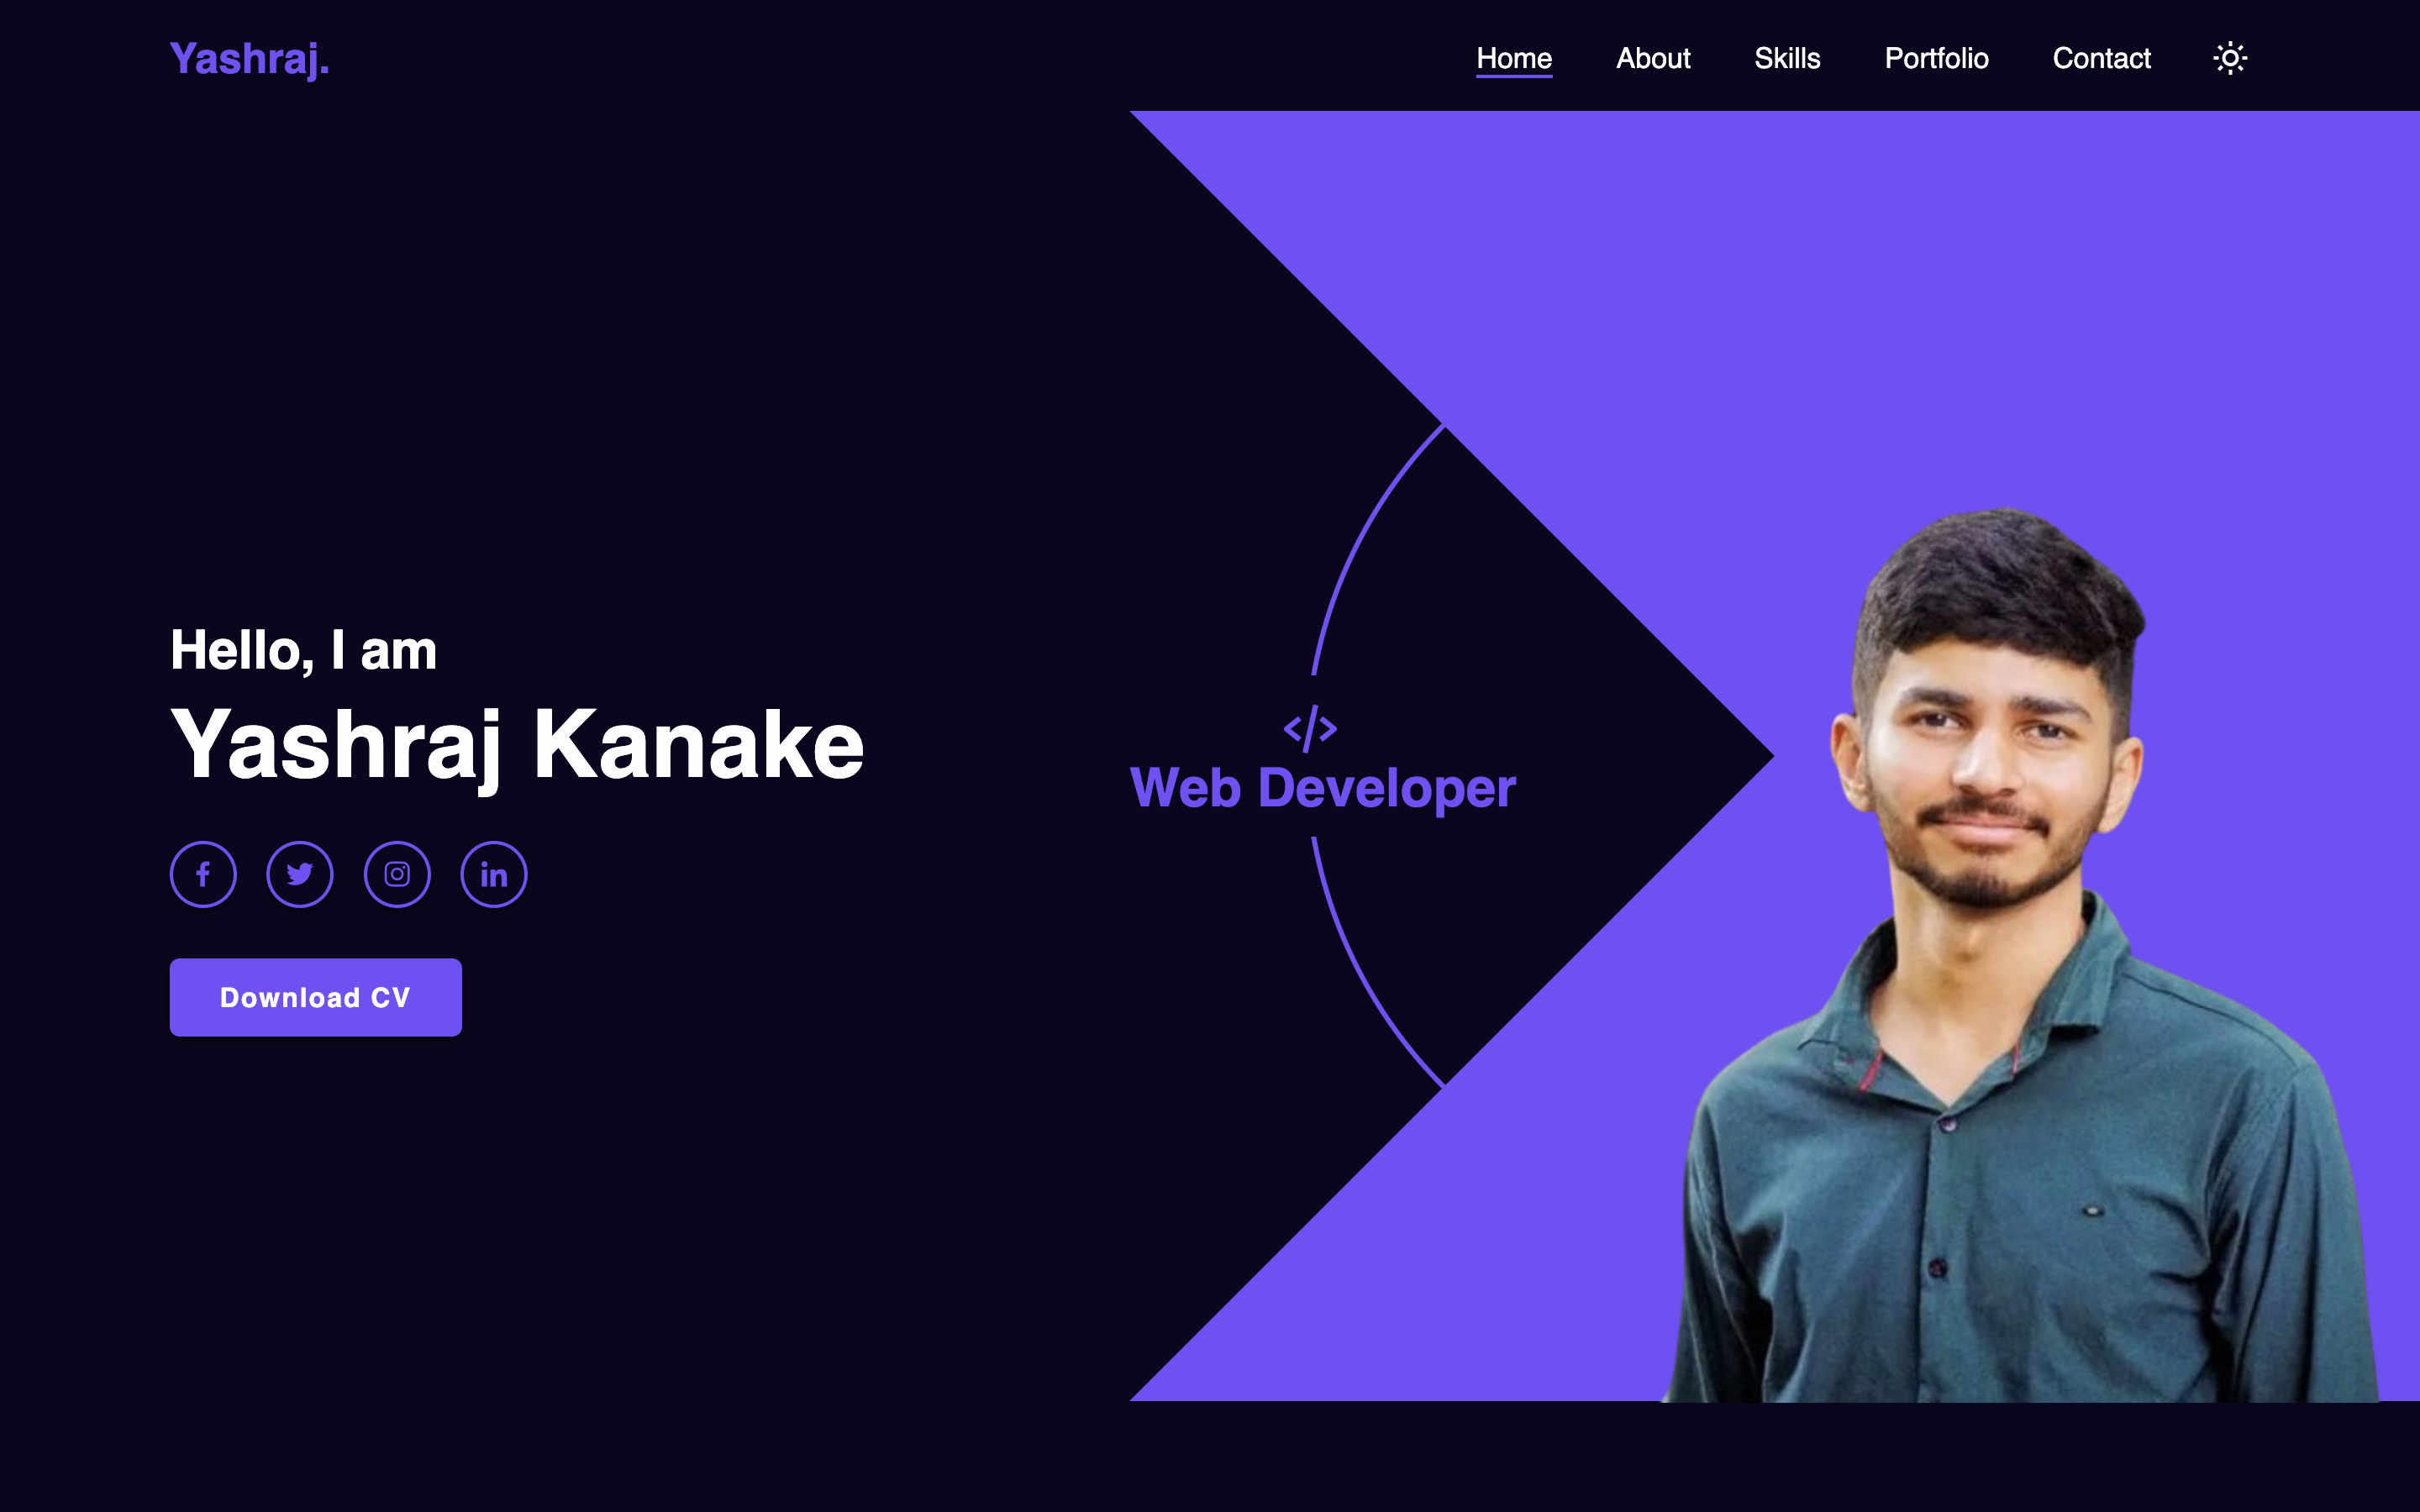 Yashraj.
Home About Skills Portfolio Contact
Hello, I am
Yashraj Kanake
</>
Web Developer
Download CV